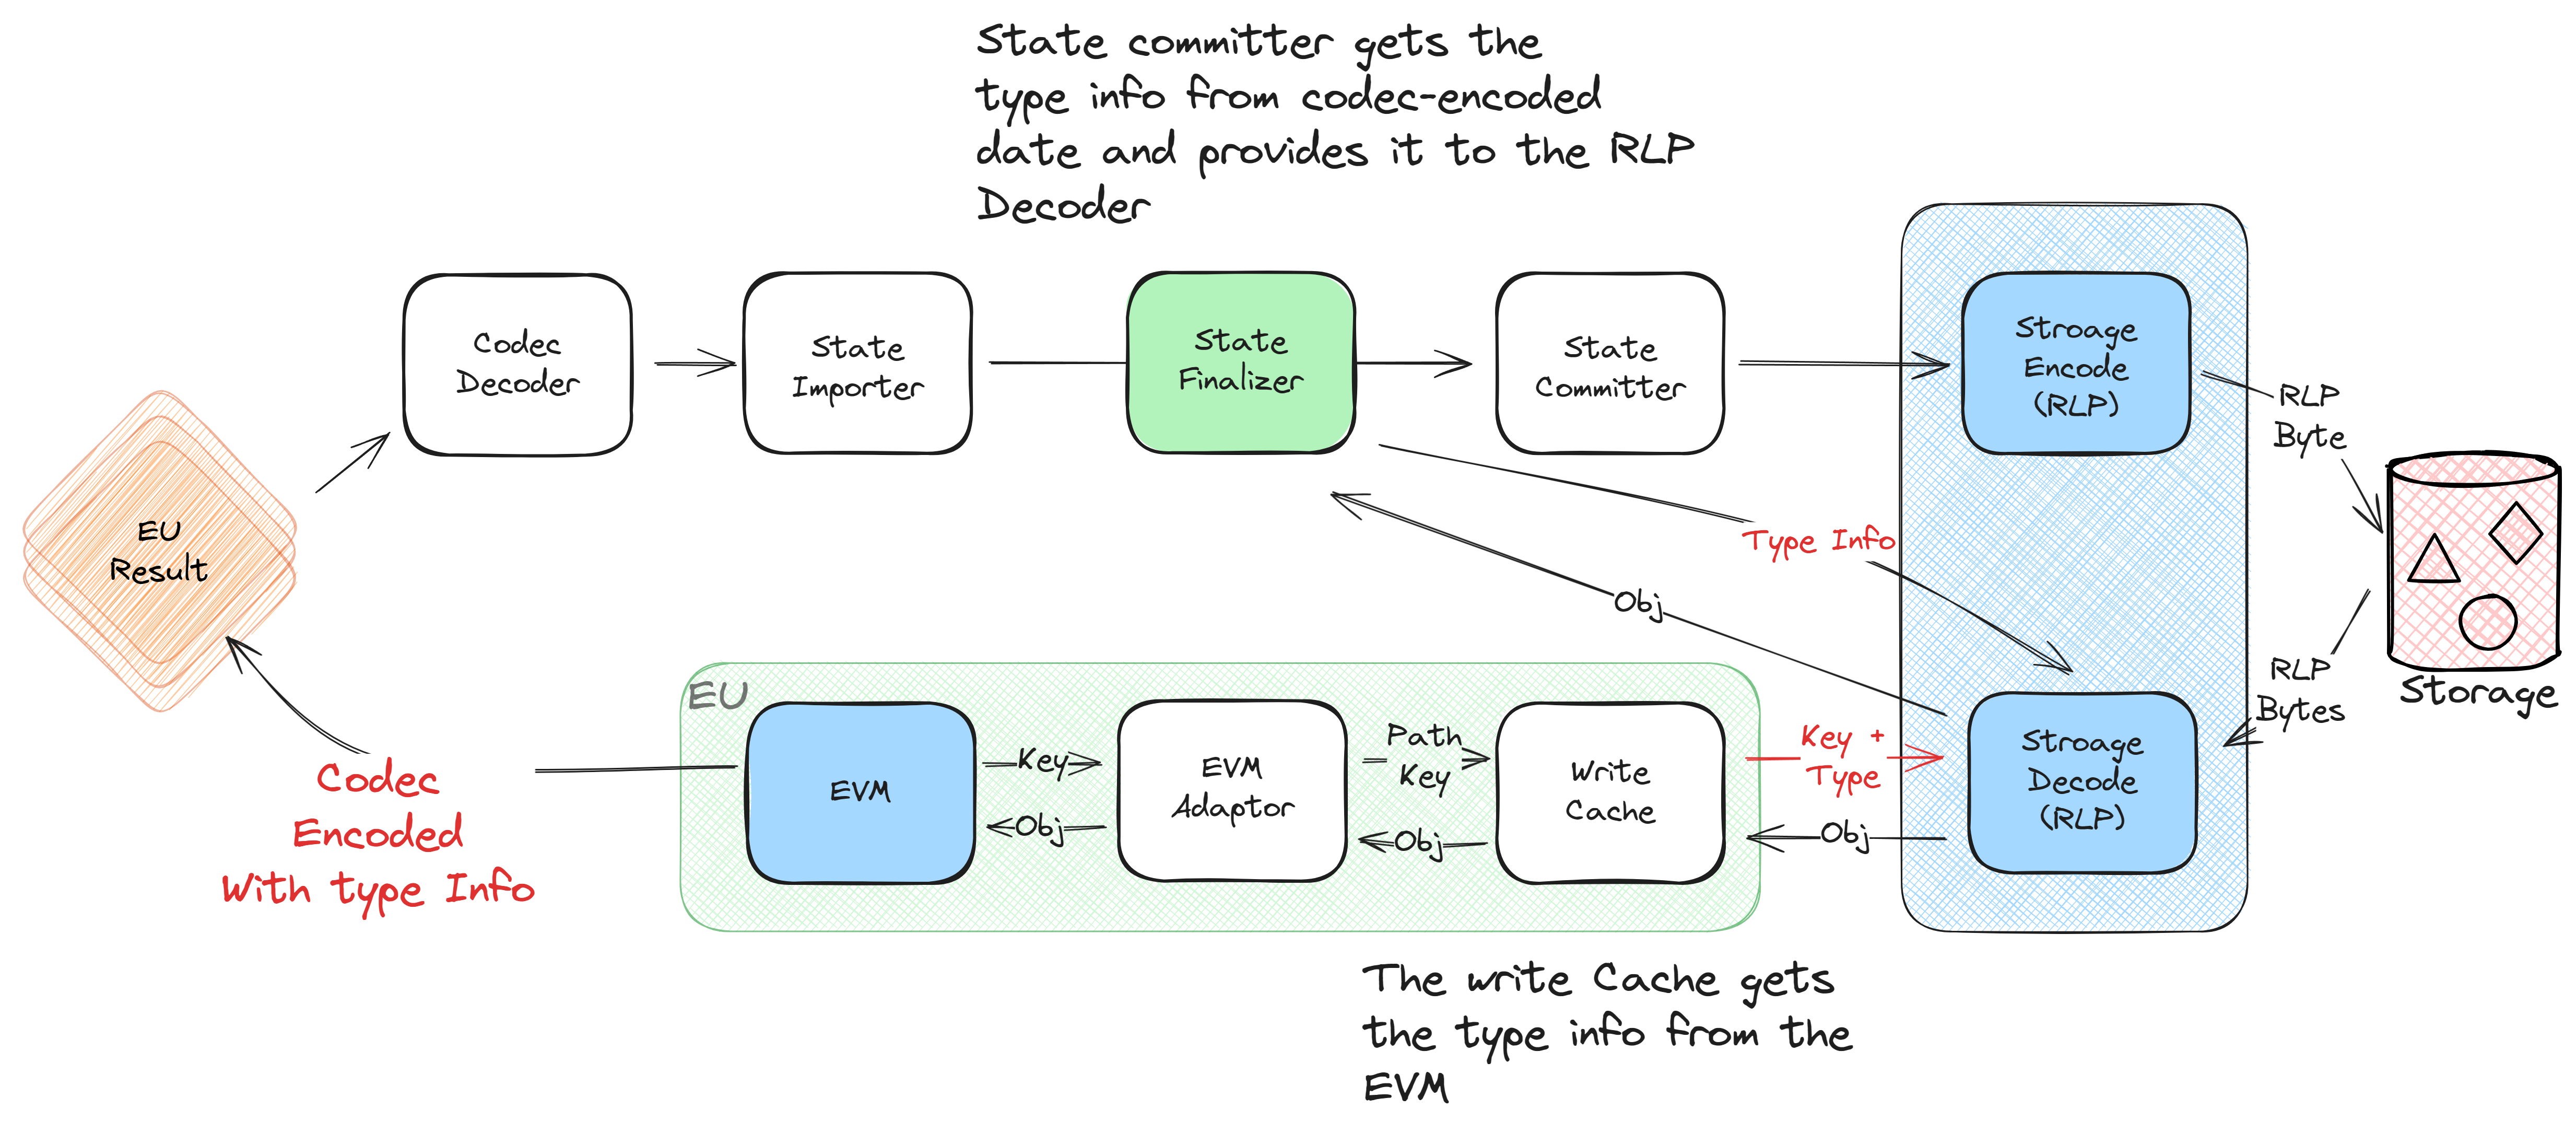 State committer gets the
type info from codec-encoded
date and provides it to the RLP
Decoder
Codec
Decoder
State
Importer
State
Finalizer
State
Committer
Stroage
Encode
(RLP)
RLP
Byte
EU
Result
Type Info
Obj
Storage
RLP
Bytes
EU
EVM
Key
Obj
EVM
Adaptor
Path
Key
Obj
Write
Cache
Key +
Type
Obj
Stroage
Decode
(RLP)
Codec
Encoded
With type Info
The write Cache gets
the type info from the
EVM